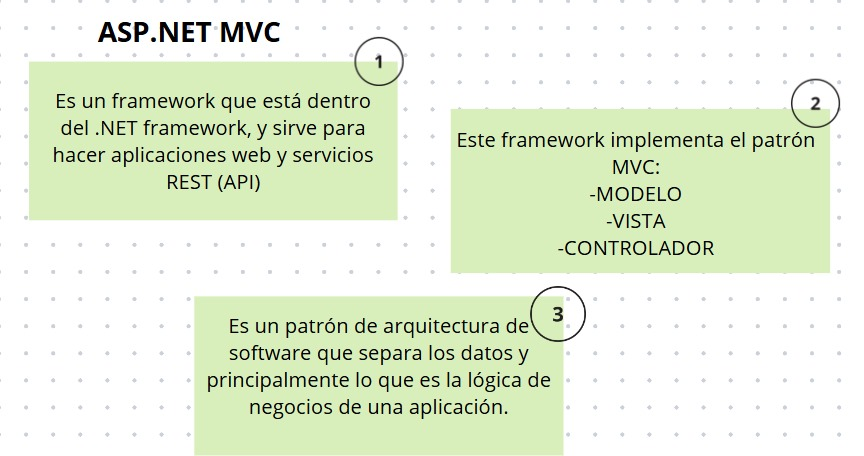 ASP.NET MVC
1
Es un framework que está dentro
del .NET framework, y sirve para
hacer aplicaciones web y servicios
REST (API)
2
Este framework implementa el patrón
MVC:
-MODELO
-VISTA
-CONTROLADOR
3
Es un patrón de arquitectura de
software que separa los datos y
principalmente lo que es la lógica de
negocios de una aplicación.